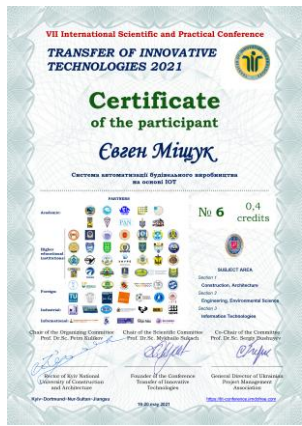 VII International Scientific and Practical Conference
TRANSFER OF INNOVATIVE
TECHNOLOGIES 2021
Certificate
of the participant
Євген Міщук
Система автоматизації будівельного виробництва
на основі ІОТ
PARTNERS
Academic:
Higher
educational
institutions:
Foreign:
Industrial:
Informational:
№ 6
0,4
credits
SUBJECT AREA
Section 1
Construction, Architecture
Section 2
Engineering, Environmental Science
Section 3
Information Technologies
Chair of the Organizing Committee
Prof. Dr.Sc. Petro Kulikov
Chair of the Scientific Committee
Prof. Dr.Sc. Mykhailo Sukach
Co-Chair of the Committee
Prof. Dr.Sc. Sergiy Bushuyev
Rector of Kyiv National
University of Construction
and Architecture
Founder of the Conference
Transfer of Innovative
Technologies
General Director of Ukrainian
Project Management
Association
Kyiv-Dortmund-Nur-Sultan-Jiangsu